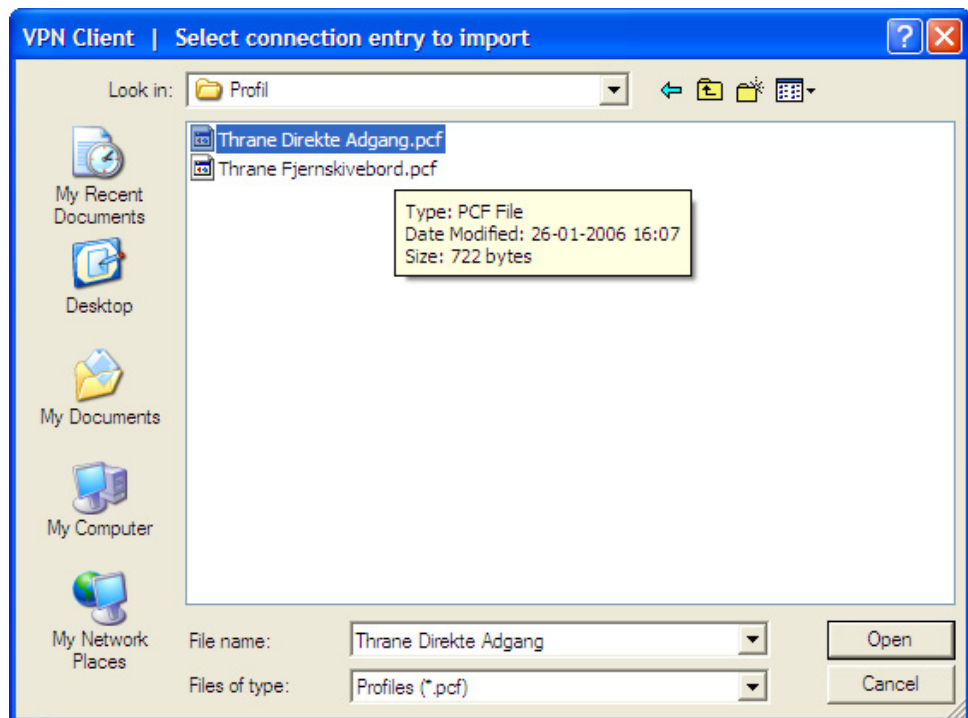 VPN Client | Select connection entry to import
Look in: Profil
Thrane Direkte Adgang.pcf
Thrane Fjernskivebord.pcf
Type: PCF File
Date Modified: 26-01-2006 16:07
Size: 722 bytes
My Recent
Documents
Desktop
My Documents
My Computer
My Network
Places
File name: Thrane Direkte Adgang Open
Files of type: Profiles (*.pcf) Cancel